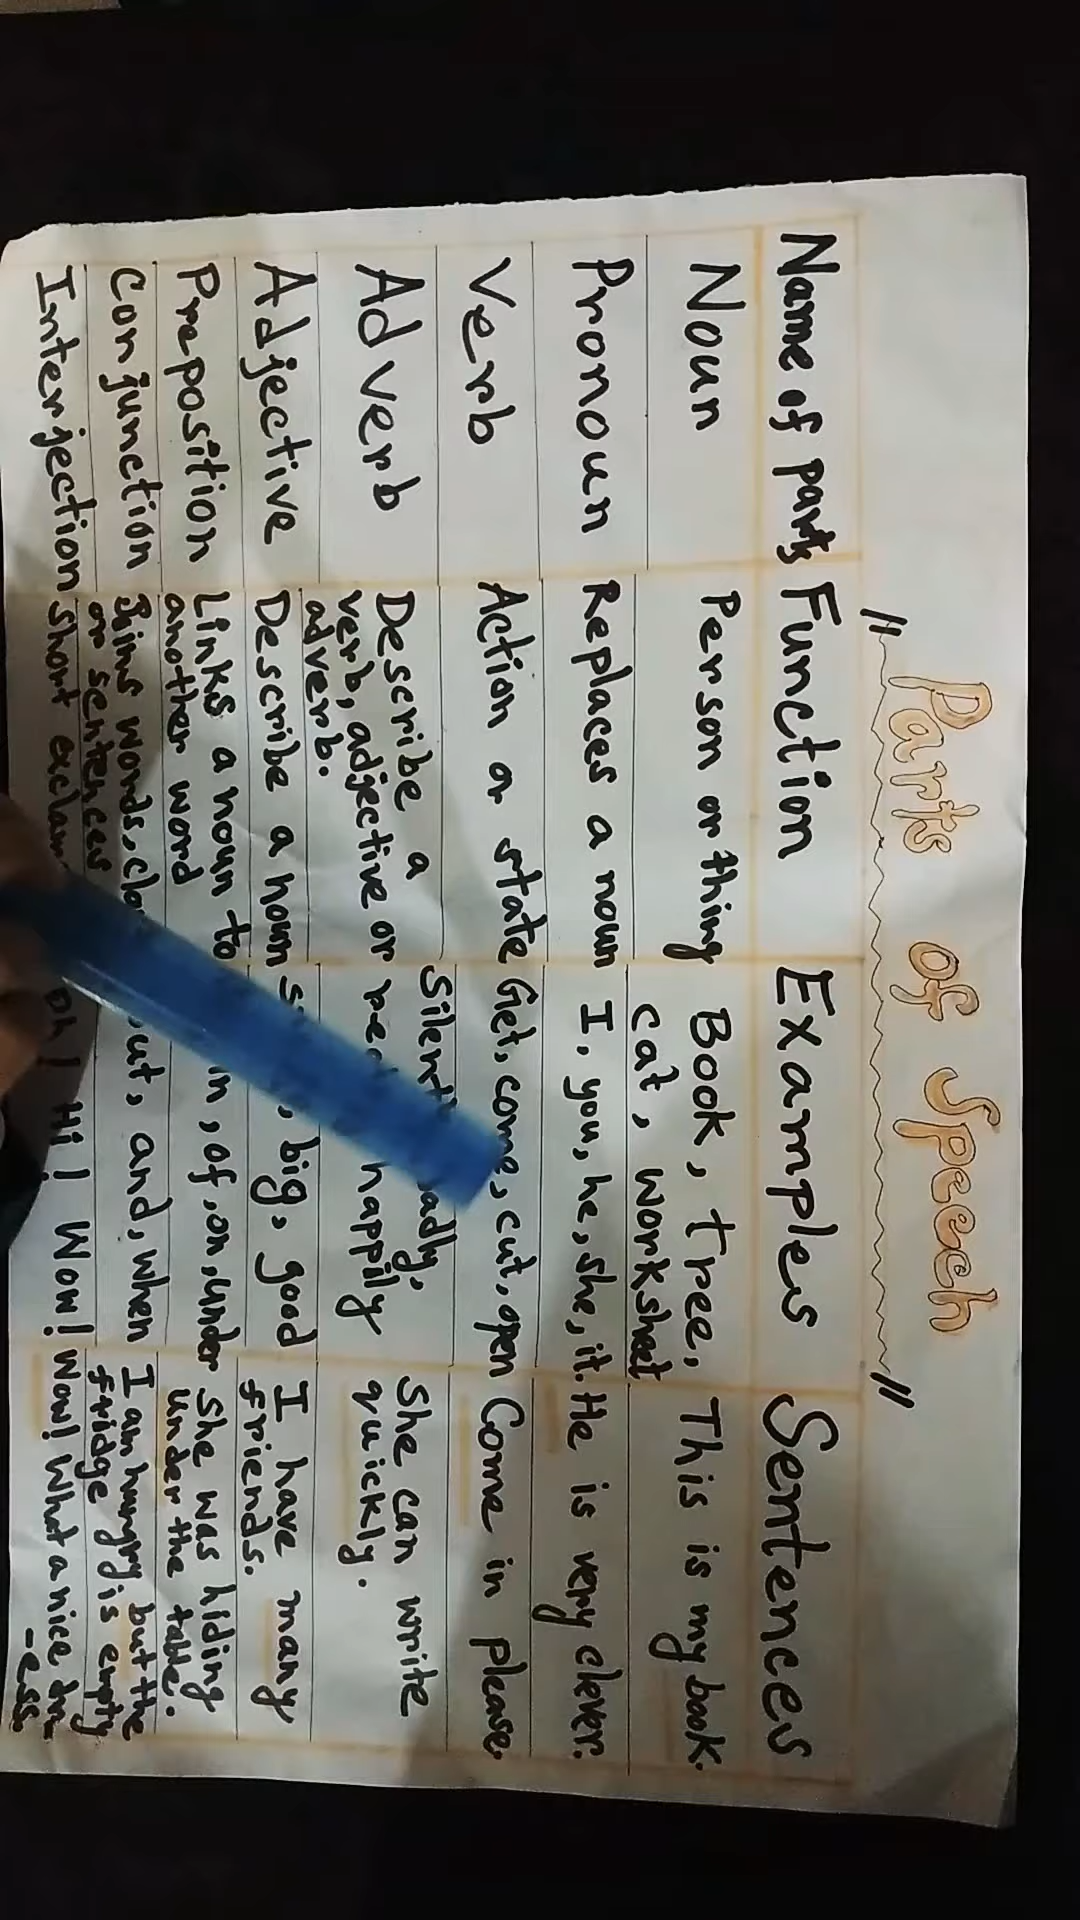 "Parts of Speech"
Name of parts Function Examples Sentences
Noun Person or thing Book, tree, This is my book.
cat, worksheet
Pronoun Replaces a noun I, you, he, she, it. He is very clever.
Verb Action or state Get, come, cut, open Come in please.
Adverb Describe a
verb, adjective or
adverb.
happily
She can write
quickly.
Adjective Describe a noun big, good I have many
friends.
Preposition Links a noun to
another word
in, of, on, under She was hiding
under the table.
Conjunction Joins words,
or sentences
and, when I am hungry but the
fridge is empty
Interjection Short Oh! Hi! Wow! Wow! What a nice dr-
-ess.